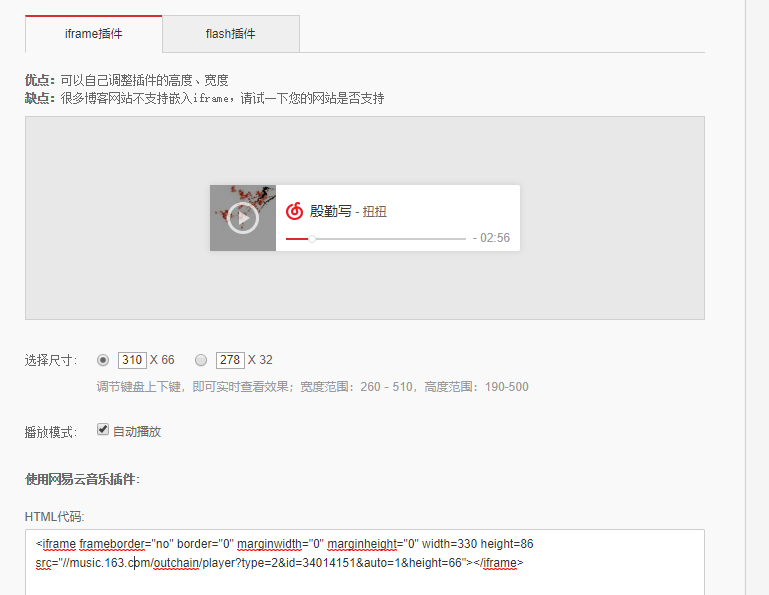 iframe插件 flash插件
优点：可以自己调整插件的高度、宽度
缺点：很多博客网站不支持嵌入iframe，请试一下您的网站是否支持
殷勤写 - 扭扭
- 02:56
选择尺寸： 310 X 66 278 X 32
调节键盘上下键，即可实时查看效果；宽度范围：260 - 510，高度范围：190-500
播放模式： 自动播放
使用网易云音乐插件:
HTML代码:
<iframe frameborder="no" border="0" marginwidth="0" marginheight="0" width=330 height=86
src="//music.163.com/outchain/player?type=2&id=34014151&auto=1&height=66"></iframe>